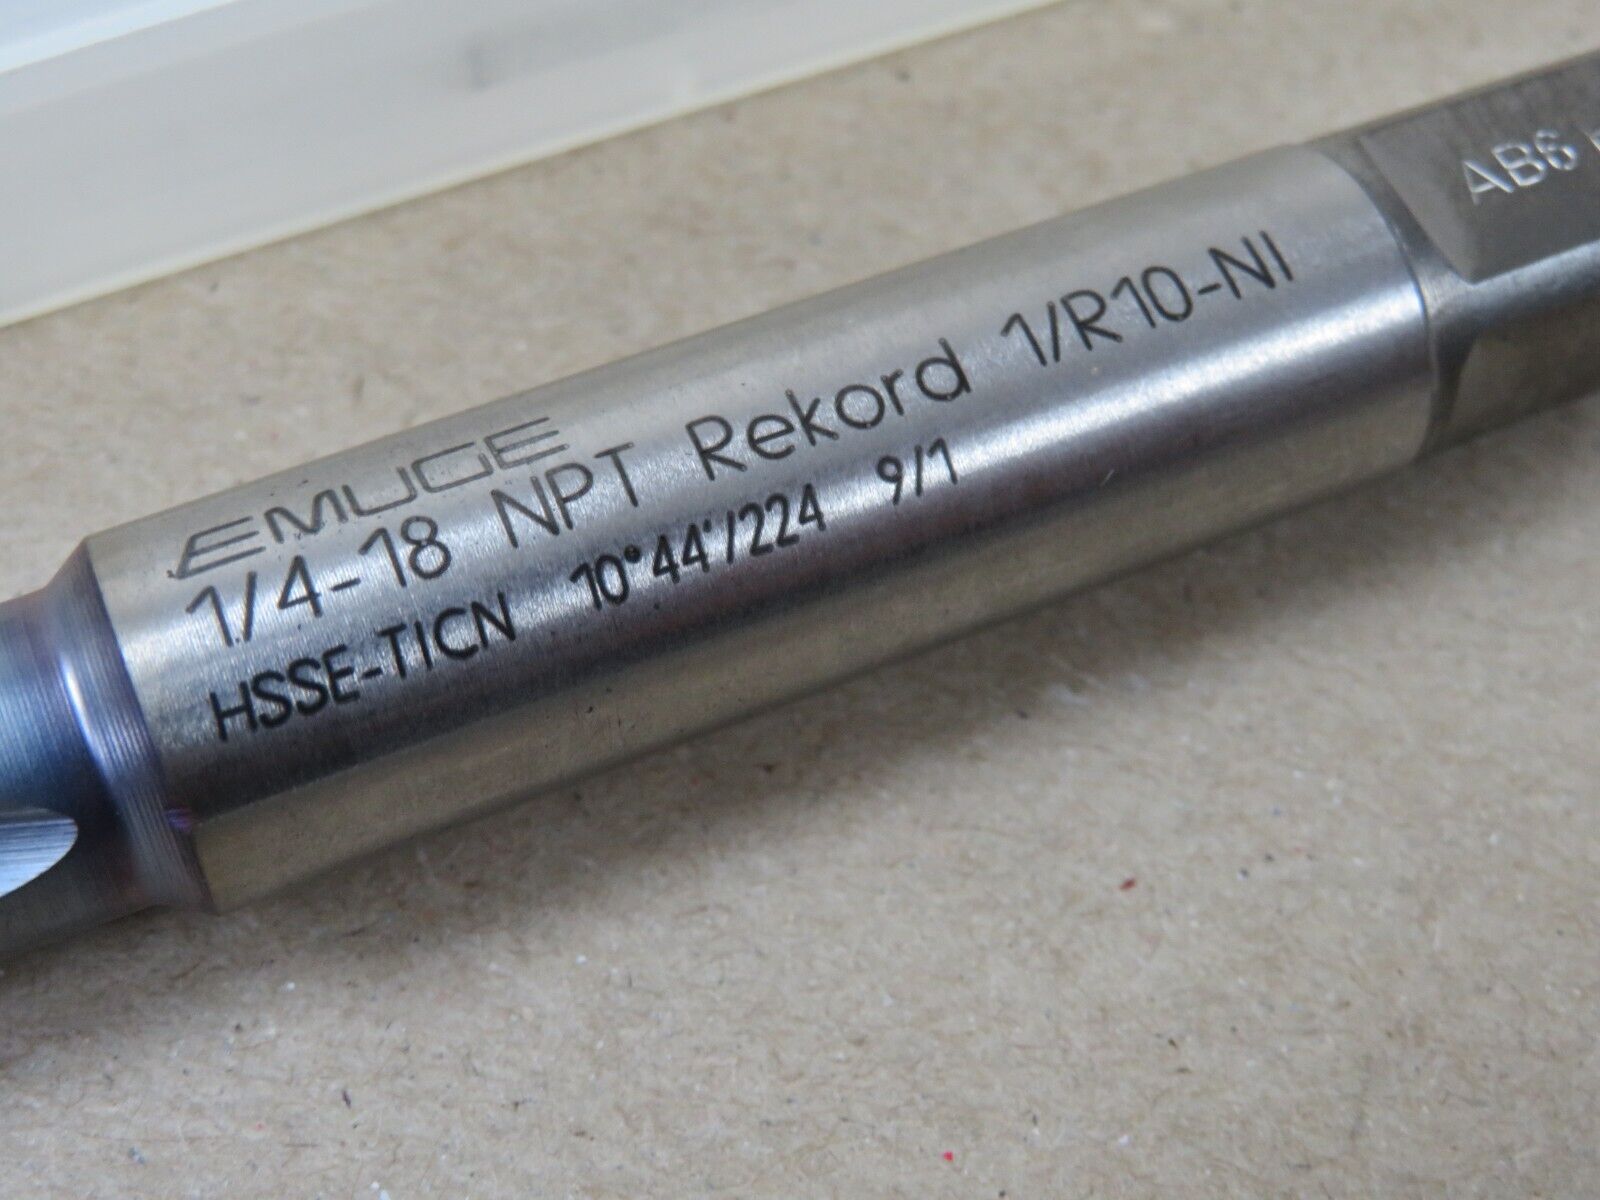 EMUGE
1/4-18 NPT Rekord 1/R10-NI
HSSE-TICN 10°44'/224 9/1
AB6